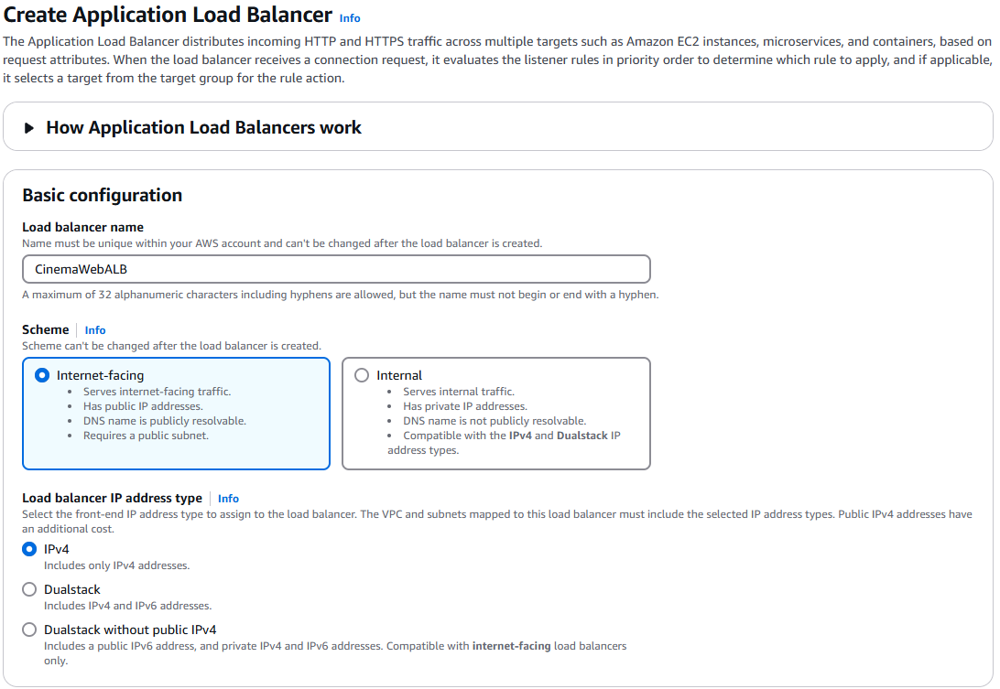 Create Application Load Balancer Info
The Application Load Balancer distributes incoming HTTP and HTTPS traffic across multiple targets such as Amazon EC2 instances, microservices, and containers, based on
request attributes. When the load balancer receives a connection request, it evaluates the listener rules in priority order to determine which rule to apply, and if applicable,
it selects a target from the target group for the rule action.
How Application Load Balancers work
Basic configuration
Load balancer name
Name must be unique within your AWS account and can't be changed after the load balancer is created.
CinemaWebALB
A maximum of 32 alphanumeric characters including hyphens are allowed, but the name must not begin or end with a hyphen.
Scheme Info
Scheme can't be changed after the load balancer is created.
Internet-facing
• Serves internet-facing traffic.
• Has public IP addresses.
• DNS name is publicly resolvable.
• Requires a public subnet.
Internal
• Serves internal traffic.
• Has private IP addresses.
• DNS name is not publicly resolvable.
• Compatible with the IPv4 and Dualstack IP
address types.
Load balancer IP address type Info
Select the front-end IP address type to assign to the load balancer. The VPC and subnets mapped to this load balancer must include the selected IP address types. Public IPv4 addresses have
an additional cost.
IPv4
Includes only IPv4 addresses.
Dualstack
Includes IPv4 and IPv6 addresses.
Dualstack without public IPv4
Includes a public IPv6 address, and private IPv4 and IPv6 addresses. Compatible with internet-facing load balancers
only.